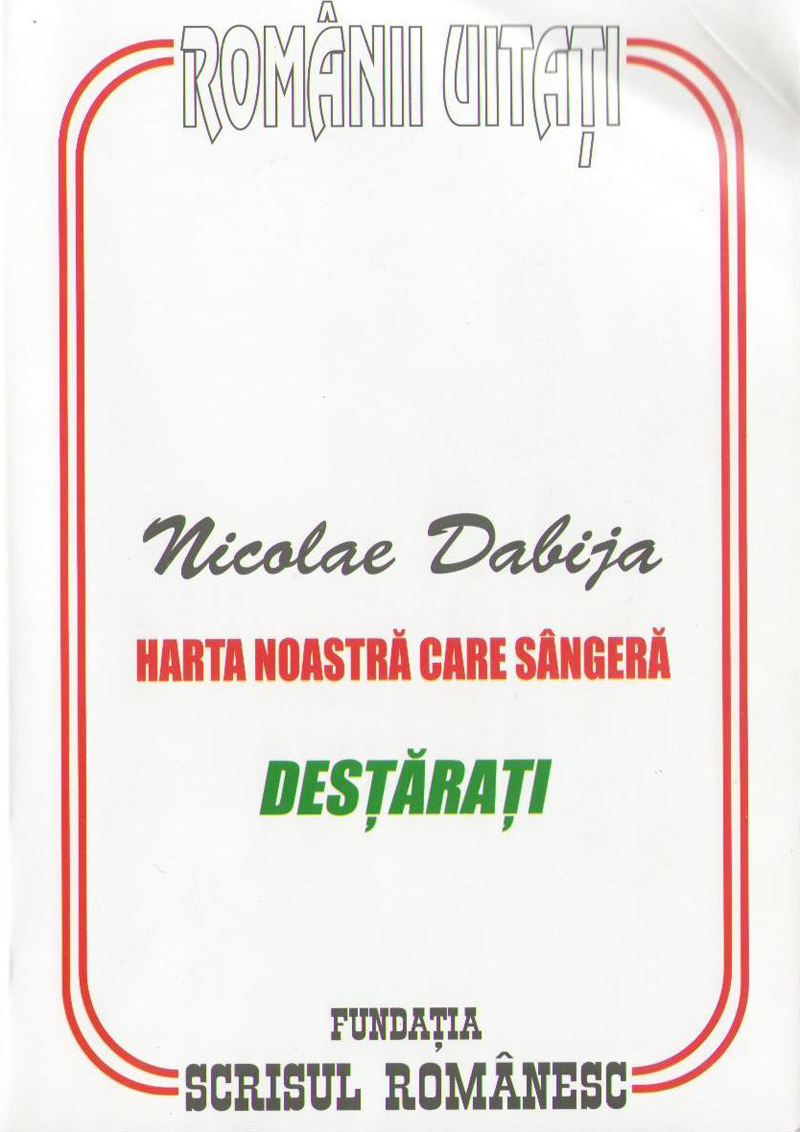 ROMÂNII UITAȚI
Nicolae Dabija
HARTA NOASTRĂ CARE SÂNGERĂ
DESȚĂRAȚI
FUNDAȚIA
SCRISUL ROMÂNESC